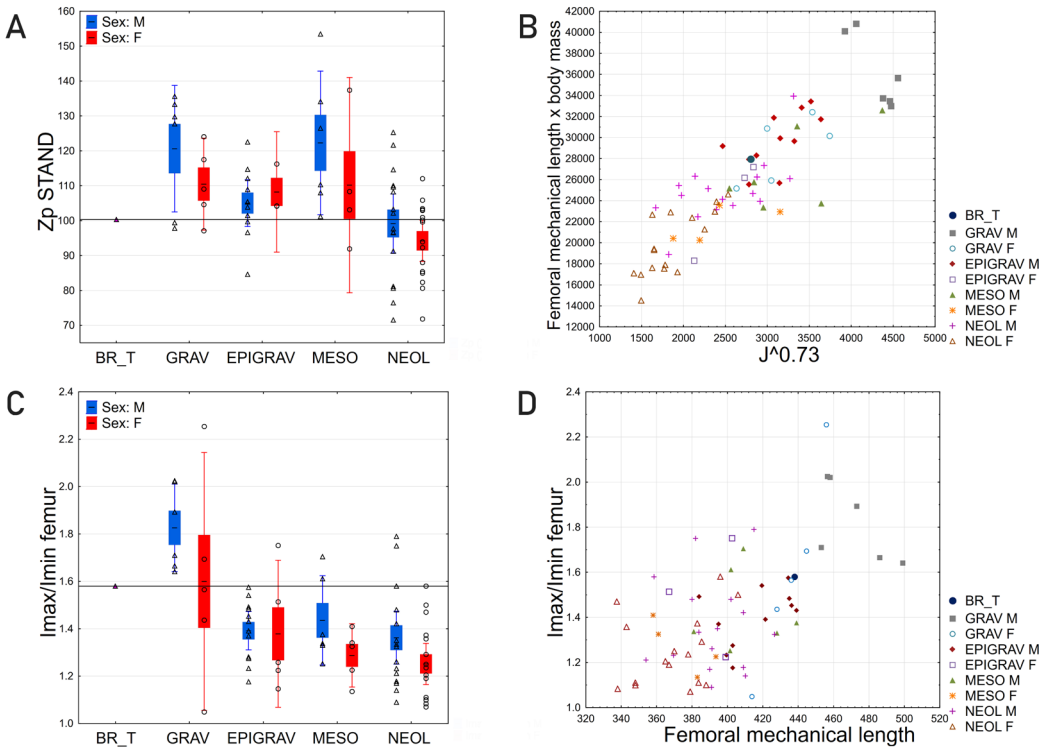 A
Sex: M
Sex: F
Zp STAND
160
150
140
130
120
110
100
90
80
70
BR_T
GRAV
EPIGRAV
MESO
NEOL
B
Femoral mechanical length x body mass
42000
40000
38000
36000
34000
32000
30000
28000
26000
24000
22000
20000
18000
16000
14000
12000
1000
1500
2000
2500
3000
3500
4000
4500
5000
J^0.73
BR_T
GRAV M
GRAV F
EPIGRAV M
EPIGRAV F
MESO M
MESO F
NEOL M
NEOL F
C
Sex: M
Sex: F
Imax/Imin femur
2.4
2.2
2.0
1.8
1.6
1.4
1.2
1.0
BR_T
GRAV
EPIGRAV
MESO
NEOL
D
Imax/Imin femur
2.4
2.2
2.0
1.8
1.6
1.4
1.2
1.0
320
340
360
380
400
420
440
460
480
500
520
Femoral mechanical length
BR_T
GRAV M
GRAV F
EPIGRAV M
EPIGRAV F
MESO M
MESO F
NEOL M
NEOL F